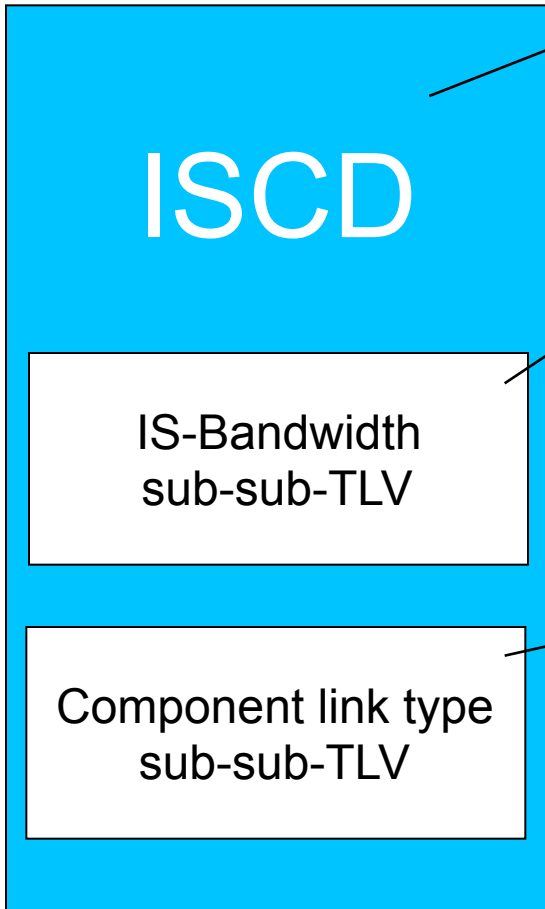 ISCD
IS-Bandwidth
sub-sub-TLV
Component link type
sub-sub-TLV